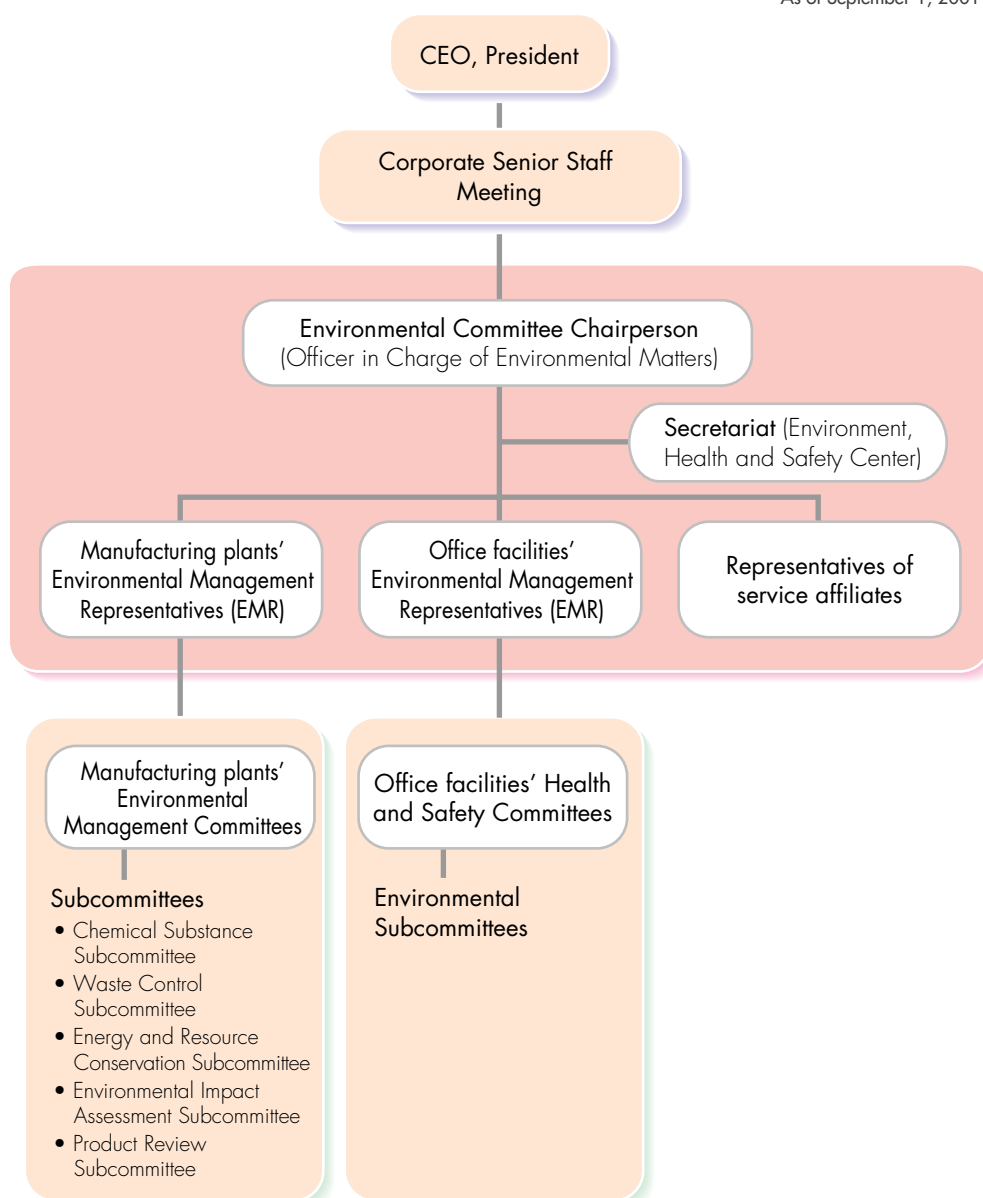 As of September 1, 2001
CEO, President
Corporate Senior Staff
Meeting
Environmental Committee Chairperson
(Officer in Charge of Environmental Matters)
Secretariat (Environment,
Health and Safety Center)
Manufacturing plants’
Environmental Management
Representatives (EMR)
Office facilities’
Environmental Management
Representatives (EMR)
Representatives of
service affiliates
Manufacturing plants’
Environmental
Management Committees
Subcommittees
• Chemical Substance
Subcommittee
• Waste Control
Subcommittee
• Energy and Resource
Conservation Subcommittee
• Environmental Impact
Assessment Subcommittee
• Product Review
Subcommittee
Office facilities’ Health
and Safety Committees
Environmental
Subcommittees